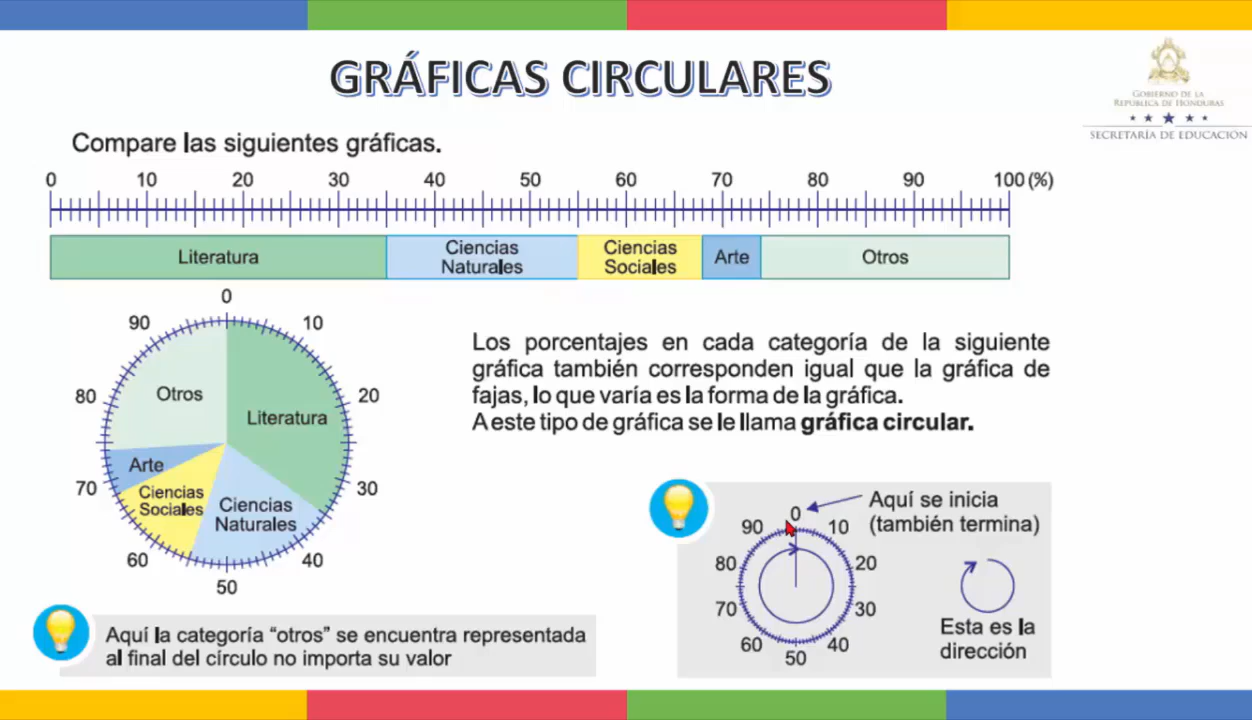 GRÁFICAS CIRCULARES
GOBIERNO DE LA
REPÚBLICA DE HONDURAS
SECRETARÍA DE EDUCACIÓN
Compare las siguientes gráficas.
0 10 20 30 40 50 60 70 80 90 100 (%)
Literatura
Ciencias
Naturales
Ciencias
Sociales
Arte
Otros
0
10
20
30
40
50
60
70
80
90
Literatura
Ciencias
Naturales
Ciencias
Sociales
Arte
Otros
Los porcentajes en cada categoría de la siguiente
gráfica también corresponden igual que la gráfica de
fajas, lo que varía es la forma de la gráfica.
A este tipo de gráfica se le llama gráfica circular.
Aquí la categoría “otros” se encuentra representada
al final del círculo no importa su valor
0
10
20
30
40
50
60
70
80
90
Aquí se inicia
(también termina)
Esta es la
dirección